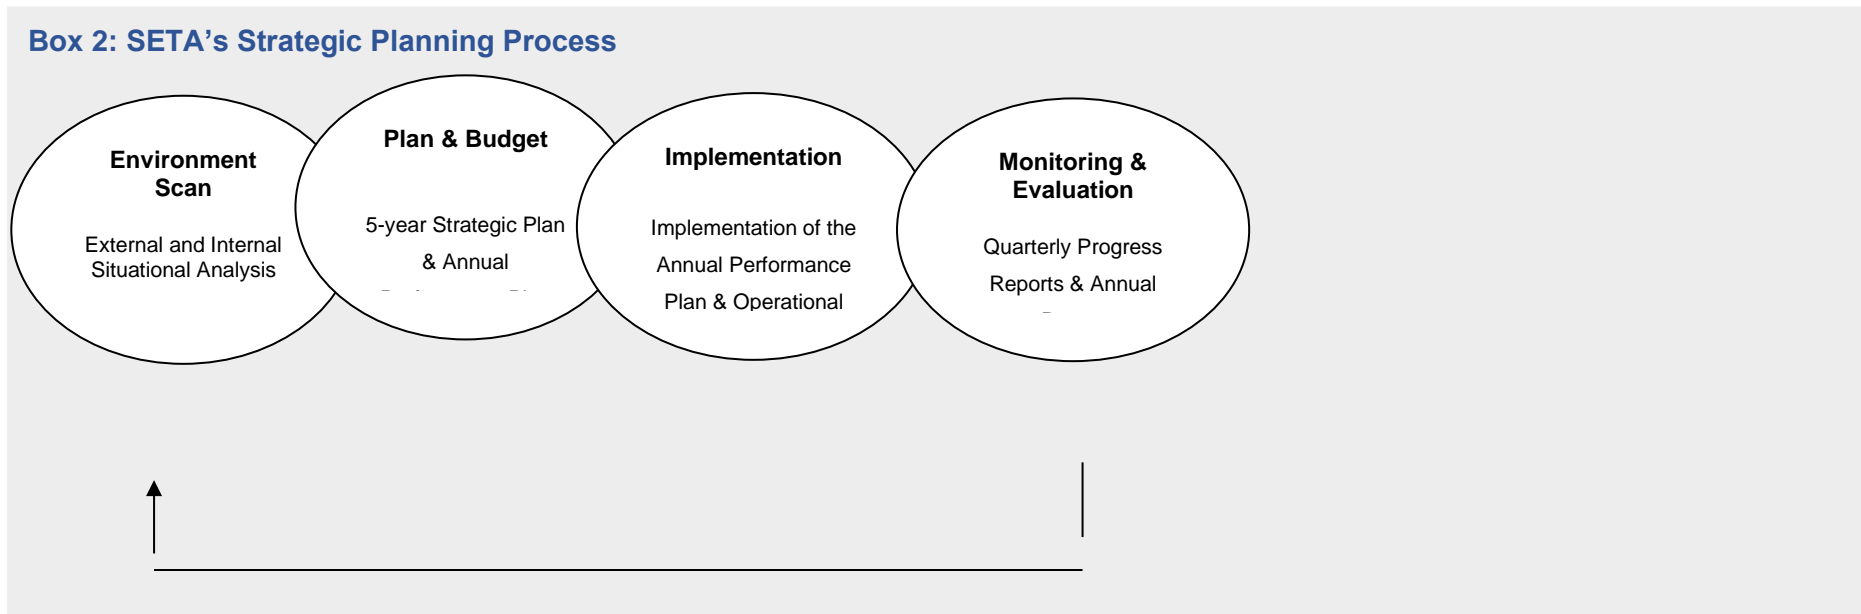 Box 2: SETA’s Strategic Planning Process
Environment
Scan
External and Internal
Situational Analysis
Plan & Budget
5-year Strategic Plan
& Annual
Implementation
Implementation of the
Annual Performance
Plan & Operational
Monitoring &
Evaluation
Quarterly Progress
Reports & Annual